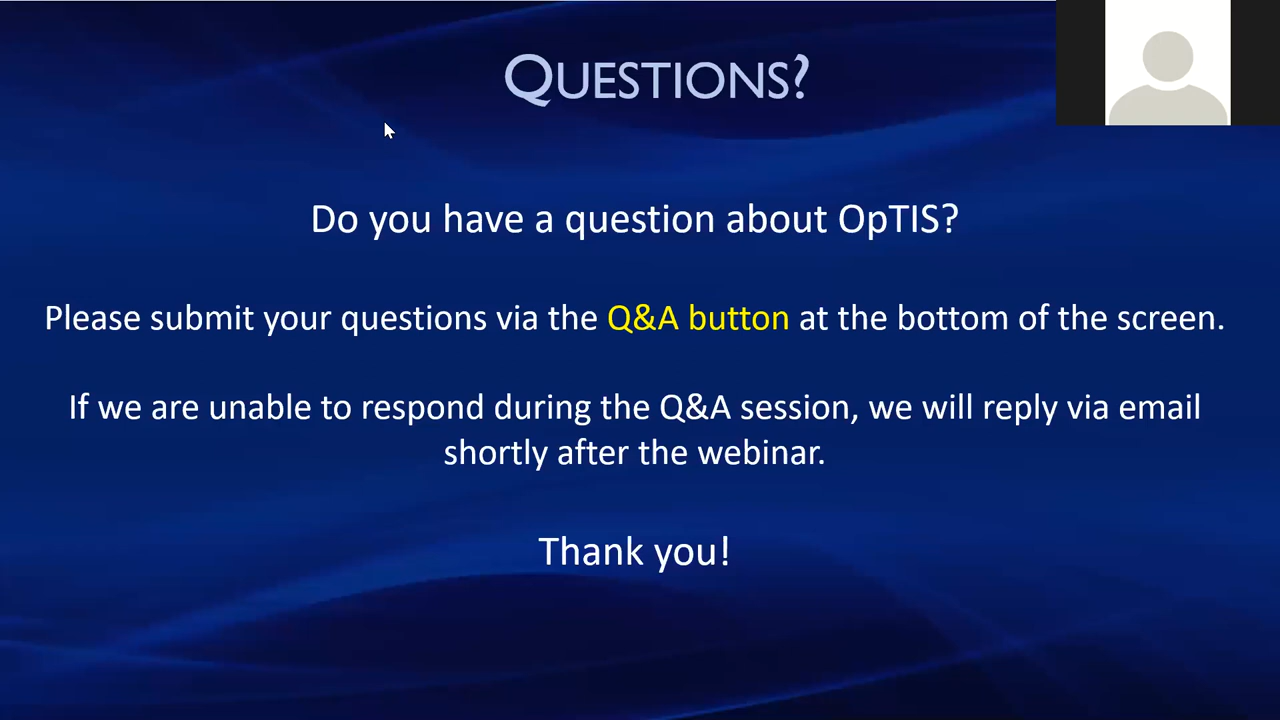 QUESTIONS?
Do you have a question about OpTIS?
Please submit your questions via the Q&A button at the bottom of the screen.
If we are unable to respond during the Q&A session, we will reply via email
shortly after the webinar.
Thank you!